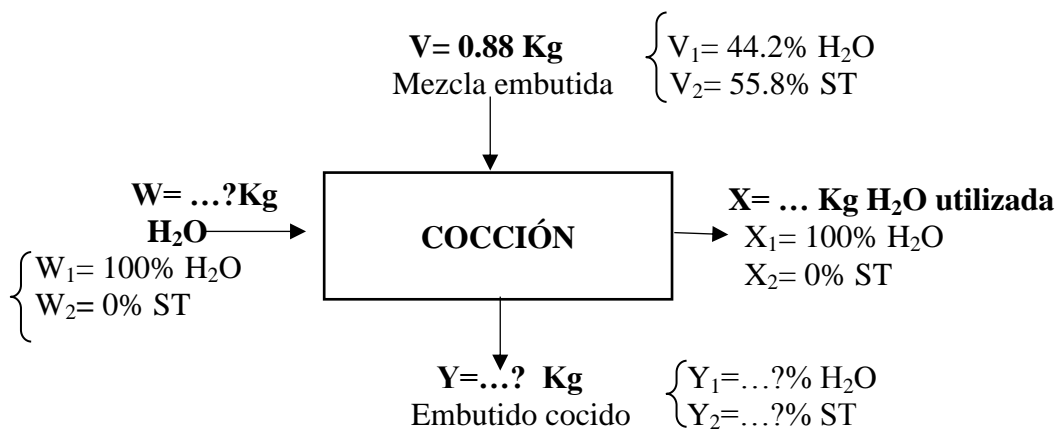 V= 0.88 Kg
Mezcla embutida
V₁= 44.2% H₂O
V₂= 55.8% ST
W= …?Kg
H₂O
W₁= 100% H₂O
W₂= 0% ST
COCCIÓN
X= … Kg H₂O utilizada
X₁= 100% H₂O
X₂= 0% ST
Y=…? Kg
Embutido cocido
Y₁=…?% H₂O
Y₂=…?% ST